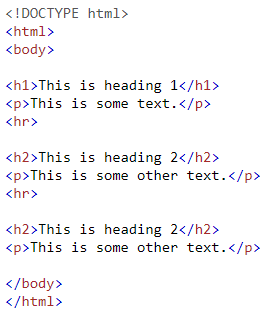 <!DOCTYPE html>
<html>
<body>
<h1>This is heading 1</h1>
<p>This is some text.</p>
<hr>
<h2>This is heading 2</h2>
<p>This is some other text.</p>
<hr>
<h2>This is heading 2</h2>
<p>This is some other text.</p>
</body>
</html>